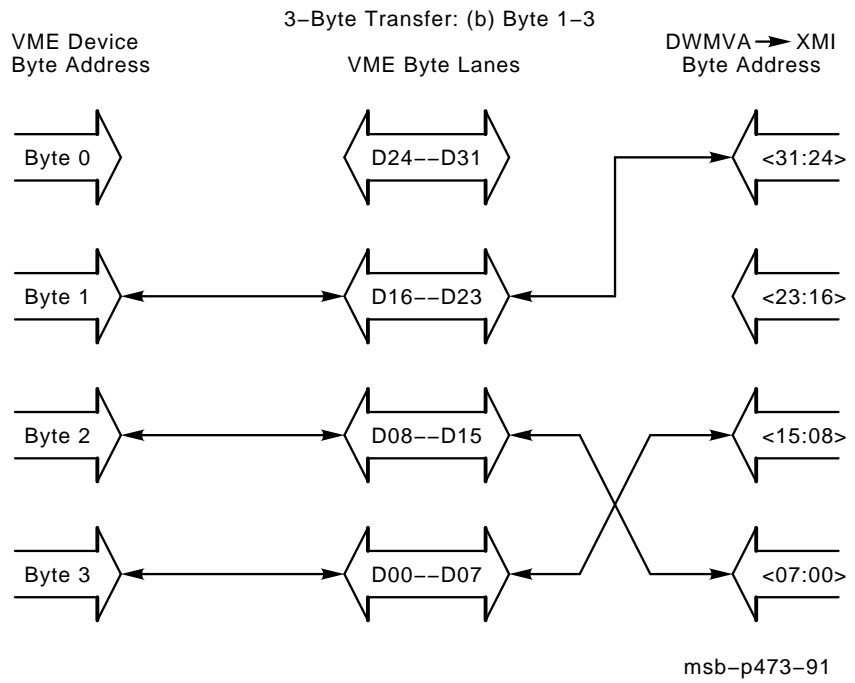 3−Byte Transfer: (b) Byte 1−3
VME Device
Byte Address
VME Byte Lanes
DWMVA XMI
Byte Address
Byte 0
D24−−D31
<31:24>
Byte 1
D16−−D23
<23:16>
Byte 2
D08−−D15
<15:08>
Byte 3
D00−−D07
<07:00>
msb−p473−91